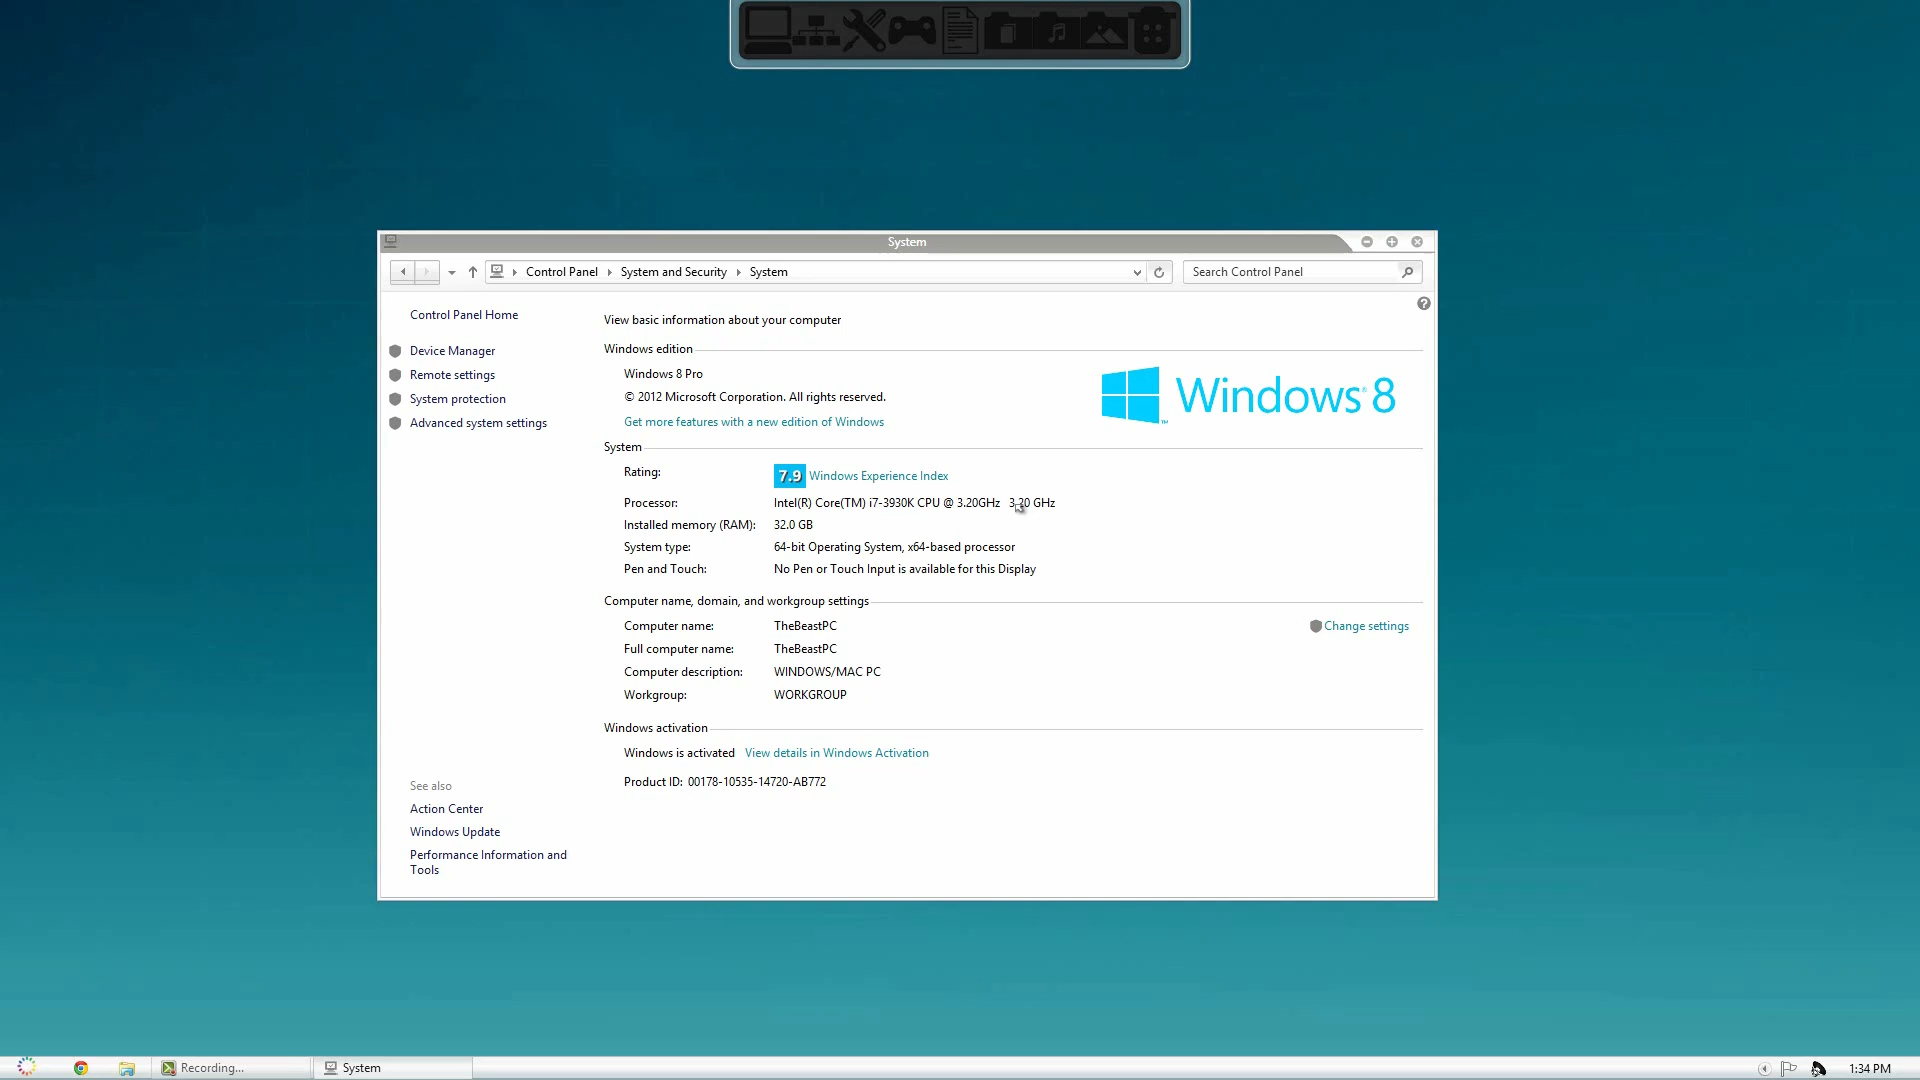 System
Control Panel System and Security System
Search Control Panel
Control Panel Home
Device Manager
Remote settings
System protection
Advanced system settings
See also
Action Center
Windows Update
Performance Information and
Tools
View basic information about your computer
Windows edition
Windows 8 Pro
© 2012 Microsoft Corporation. All rights reserved.
Get more features with a new edition of Windows
Windows® 8
System
Rating: 7.9 Windows Experience Index
Processor: Intel(R) Core(TM) i7-3930K CPU @ 3.20GHz 3.20 GHz
Installed memory (RAM): 32.0 GB
System type: 64-bit Operating System, x64-based processor
Pen and Touch: No Pen or Touch Input is available for this Display
Computer name, domain, and workgroup settings
Computer name: TheBeastPC Change settings
Full computer name: TheBeastPC
Computer description: WINDOWS/MAC PC
Workgroup: WORKGROUP
Windows activation
Windows is activated View details in Windows Activation
Product ID: 00178-10535-14720-AB772
Recording... System 1:34 PM